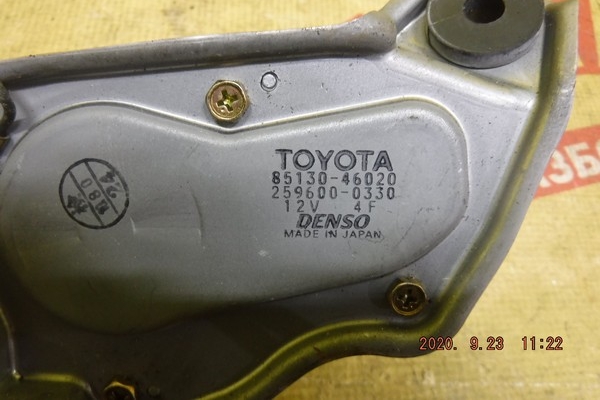 TOYOTA
85130-46020
259600-0330
12V 4F
DENSO
MADE IN JAPAN
2020. 9.23 11:22